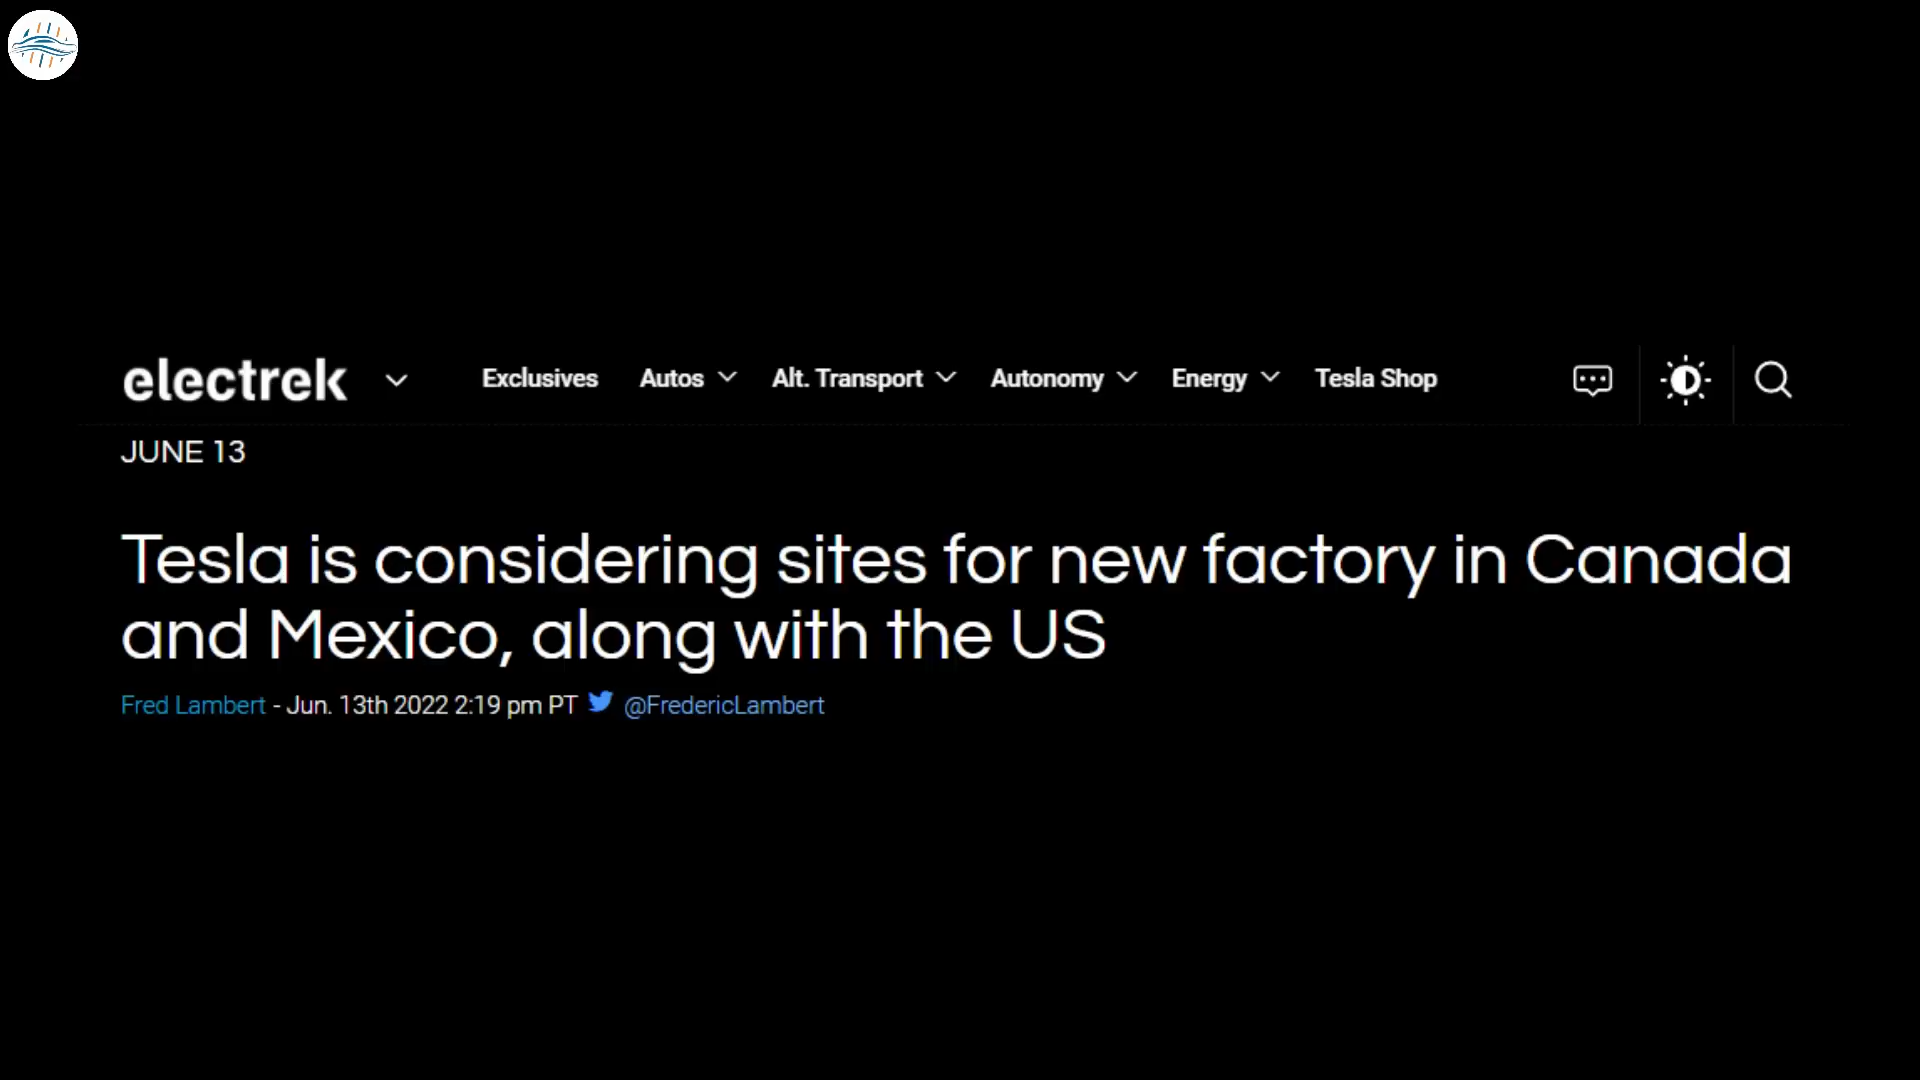 electrek Exclusives Autos Alt. Transport Autonomy Energy Tesla Shop
JUNE 13
Tesla is considering sites for new factory in Canada
and Mexico, along with the US
Fred Lambert - Jun. 13th 2022 2:19 pm PT @FredericLambert